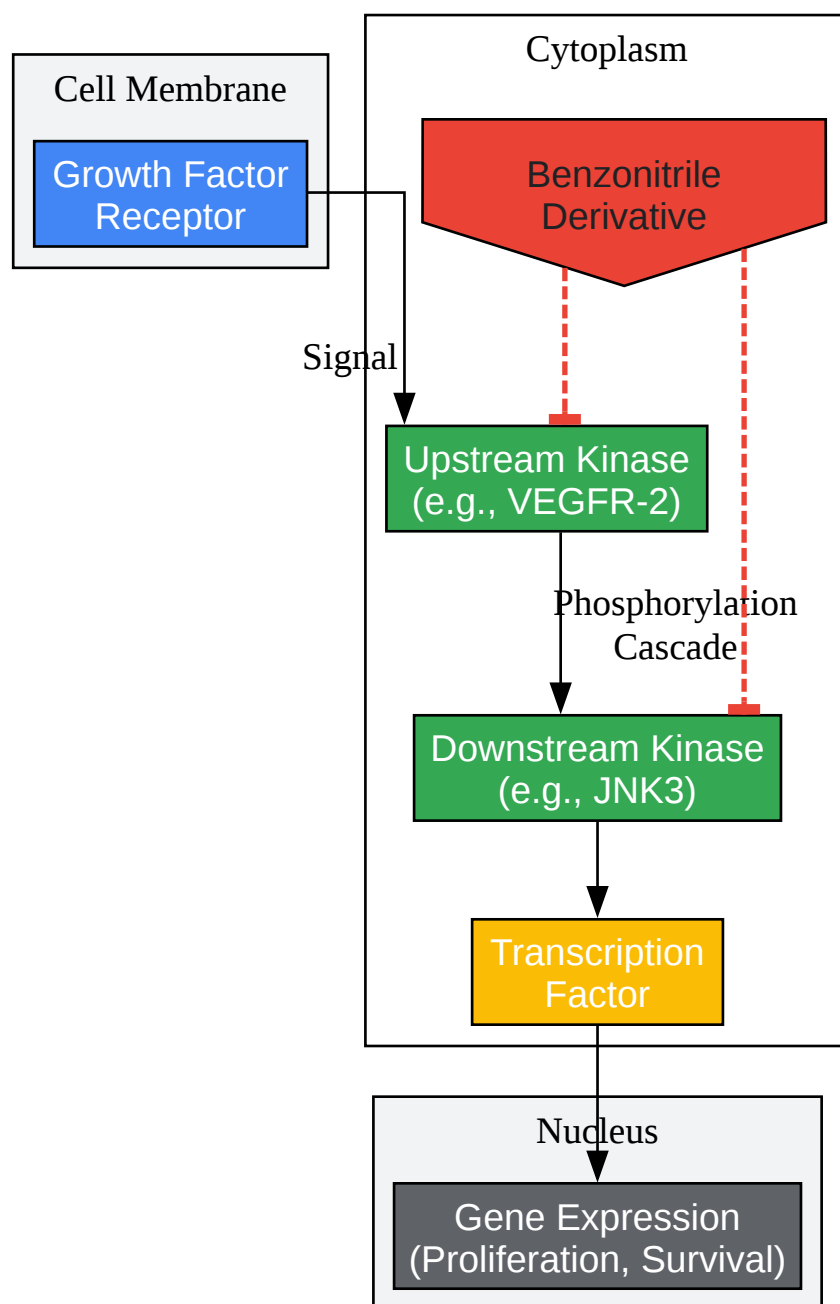 Cytoplasm
Cell Membrane
Growth Factor
Receptor
Benzonitrile
Derivative
Signal
Upstream Kinase
(e.g., VEGFR-2)
Phosphorylation
Cascade
Downstream Kinase
(e.g., JNK3)
Transcription
Factor
Nucleus
Gene Expression
(Proliferation, Survival)